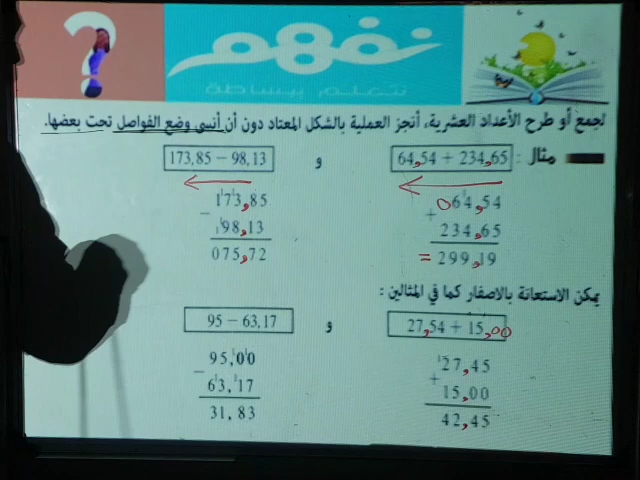 ?
نفهم
نتعلم ببساطة
لجمع أو طرح الأعداد العشرية، أنجز العملية بالشكل المعتاد دون أن أنسى وضع الفواصل تحت بعضها.
مثال : 64,54 + 234,65 و 173,85 − 98,13
064,54
+
234,65
= 299,19
173,85
−
198,13
075,72
يمكن الاستعانة بالاصفار كما في المثالين :
27,54 + 15,00 و 95 − 63,17
27,45
+
15,00
42,45
95,00
−
63,17
31,83